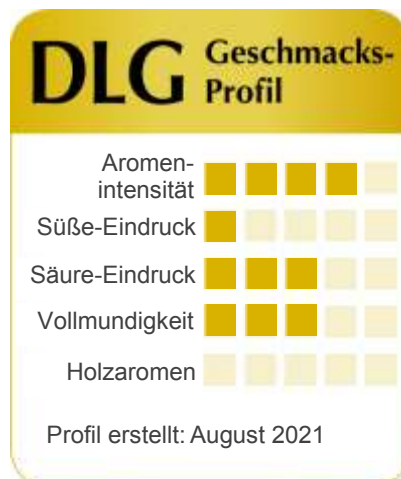 DLG Geschmacks-
Profil
Aromen-
intensität
Süße-Eindruck
Säure-Eindruck
Vollmundigkeit
Holzaromen
Profil erstellt: August 2021